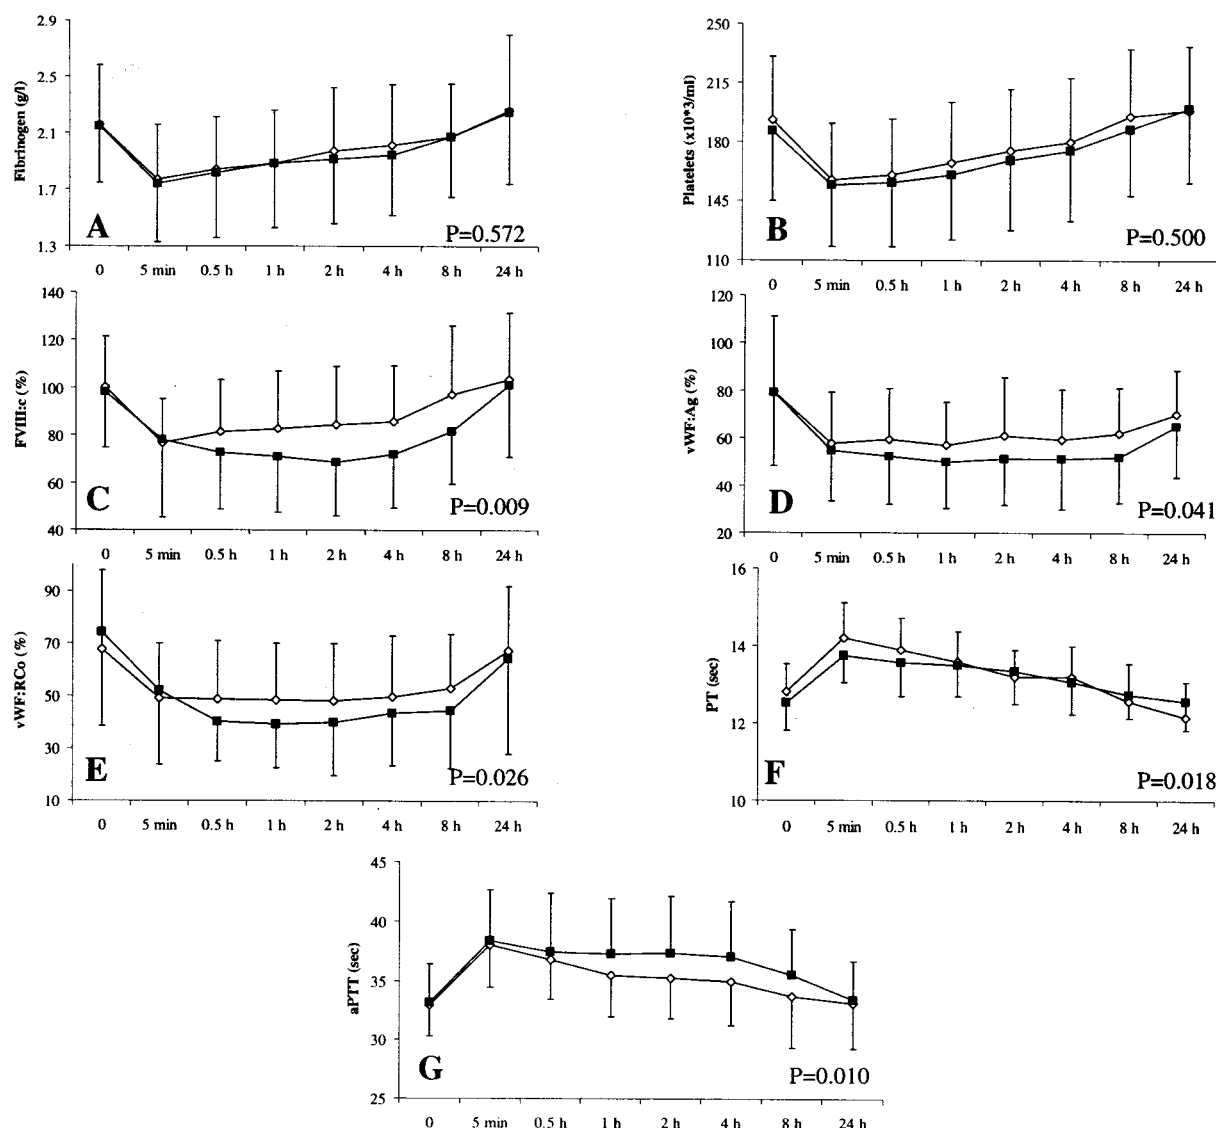 Fibrinogen (g/l)
2.9
2.5
2.1
1.7
1.3
A
P=0.572
0 5 min 0.5 h 1 h 2 h 4 h 8 h 24 h
Platelets (x10*3/ml)
250
215
180
145
110
B
P=0.500
0 5 min 0.5 h 1 h 2 h 4 h 8 h 24 h
FVIII:c (%)
140
120
100
80
60
40
C
P=0.009
0 5 min 0.5 h 1 h 2 h 4 h 8 h 24 h
vWF:Ag (%)
120
100
80
60
40
20
D
P=0.041
0 5 min 0.5 h 1 h 2 h 4 h 8 h 24 h
vWF:RCo (%)
90
70
50
30
10
E
P=0.026
0 5 min 0.5 h 1 h 2 h 4 h 8 h 24 h
PT (sec)
16
14
12
10
F
P=0.018
0 5 min 0.5 h 1 h 2 h 4 h 8 h 24 h
aPTT (sec)
45
40
35
30
25
G
P=0.010
0 5 min 0.5 h 1 h 2 h 4 h 8h 24 h